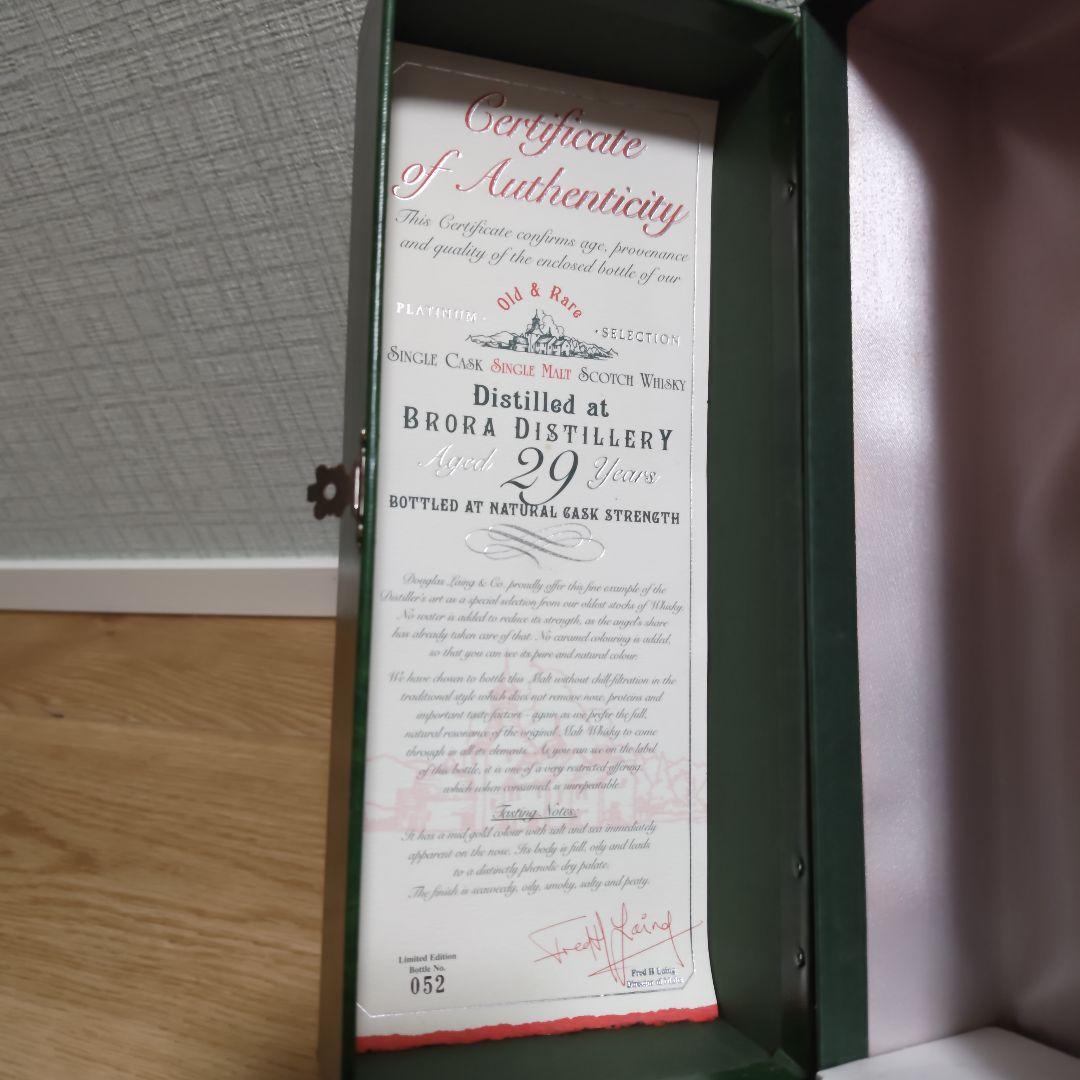 Certificate
of Authenticity
This Certificate confirms age, provenance
and quality of the enclosed bottle of our
Old & Rare
PLATINUM · · SELECTION
SINGLE CASK SINGLE MALT SCOTCH WHISKY
Distilled at
BRORA DISTILLERY
Aged 29 Years
BOTTLED AT NATURAL CASK STRENGTH
Douglas Laing & Co. proudly offer this fine example of the
Distiller's art as a special selection from our oldest stocks of Whisky.
No water is added to reduce its strength, as the angel's share
has already taken care of that. No caramel colouring is added,
so that you can see its pure and natural colour.
We have chosen to bottle this Malt without chill-filtration in the
traditional style which does not remove nose, proteins and
important taste factors - again as we prefer the full,
natural resonance of the original Malt Whisky to come
through in all its elements. As you can see on the label
of this bottle, it is one of a very restricted offering,
which when consumed, is unrepeatable.
Tasting Notes:
It has a mid gold colour with salt and sea immediately
apparent on the nose. Its body is full, oily and leads
to a distinctly phenolic dry palate.
The finish is seaweedy, oily, smoky, salty and peaty.
Fred H Laing
Limited Edition
Bottle No.
052
Fred H Laing
Director of